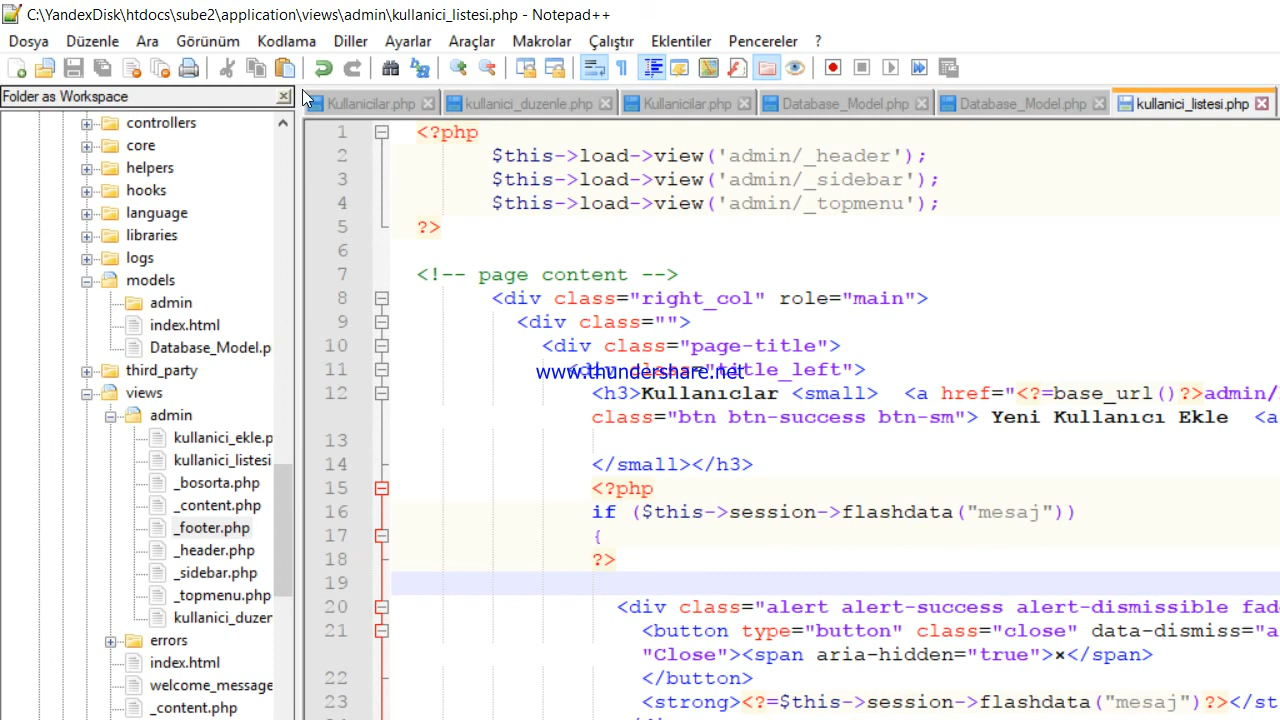 C:\YandexDisk\htdocs\sube2\application\views\admin\kullanici_listesi.php - Notepad++
Dosya Düzenle Ara Görünüm Kodlama Diller Ayarlar Araçlar Makrolar Çalıştır Eklentiler Pencereler ?
Folder as Workspace
Kullanicilar.php kullanici_duzenle.php Kullanicilar.php Database_Model.php Database_Model.php kullanici_listesi.php
controllers
core
helpers
hooks
language
libraries
logs
models
admin
index.html
Database_Model.p
third_party
views
admin
kullanici_ekle.p
kullanici_listesi
_bosorta.php
_content.php
_footer.php
_header.php
_sidebar.php
_topmenu.php
kullanici_duzer
errors
index.html
welcome_message
_content.php
1 <?php
2 $this->load->view('admin/_header');
3 $this->load->view('admin/_sidebar');
4 $this->load->view('admin/_topmenu');
5 ?>
6
7 <!-- page content -->
8 <div class="right_col" role="main">
9 <div class="">
10 <div class="page-title">
11 <div class="title_left">
www.thundershare.net
12 <h3>Kullanıclar <small> <a href="<?=base_url()?>admin/
class="btn btn-success btn-sm"> Yeni Kullanıcı Ekle <a
13
14 </small></h3>
15 <?php
16 if ($this->session->flashdata("mesaj"))
17 {
18 ?>
19
20 <div class="alert alert-success alert-dismissible fad
21 <button type="button" class="close" data-dismiss="a
"Close"><span aria-hidden="true">×</span>
22 </button>
23 <strong><?=$this->session->flashdata("mesaj")?></st